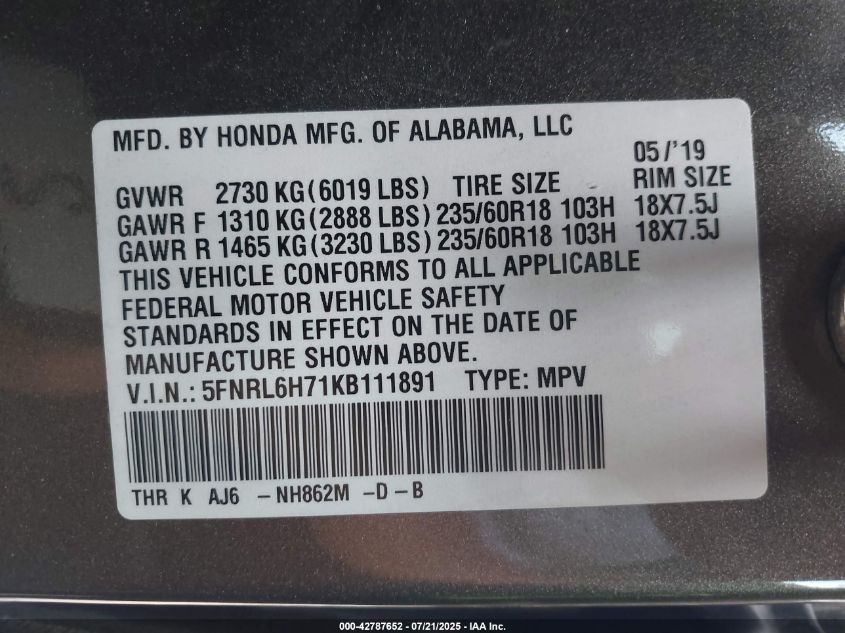 MFD. BY HONDA MFG. OF ALABAMA, LLC
05/'19
GVWR 2730 KG(6019 LBS) TIRE SIZE RIM SIZE
GAWR F 1310 KG(2888 LBS) 235/60R18 103H 18X7.5J
GAWR R 1465 KG(3230 LBS) 235/60R18 103H 18X7.5J
THIS VEHICLE CONFORMS TO ALL APPLICABLE
FEDERAL MOTOR VEHICLE SAFETY
STANDARDS IN EFFECT ON THE DATE OF
MANUFACTURE SHOWN ABOVE.
V.I.N.: 5FNRL6H71KB111891 TYPE: MPV
THR K AJ6 -NH862M -D-B
000-42787652 - 07/21/2025 - IAA Inc.